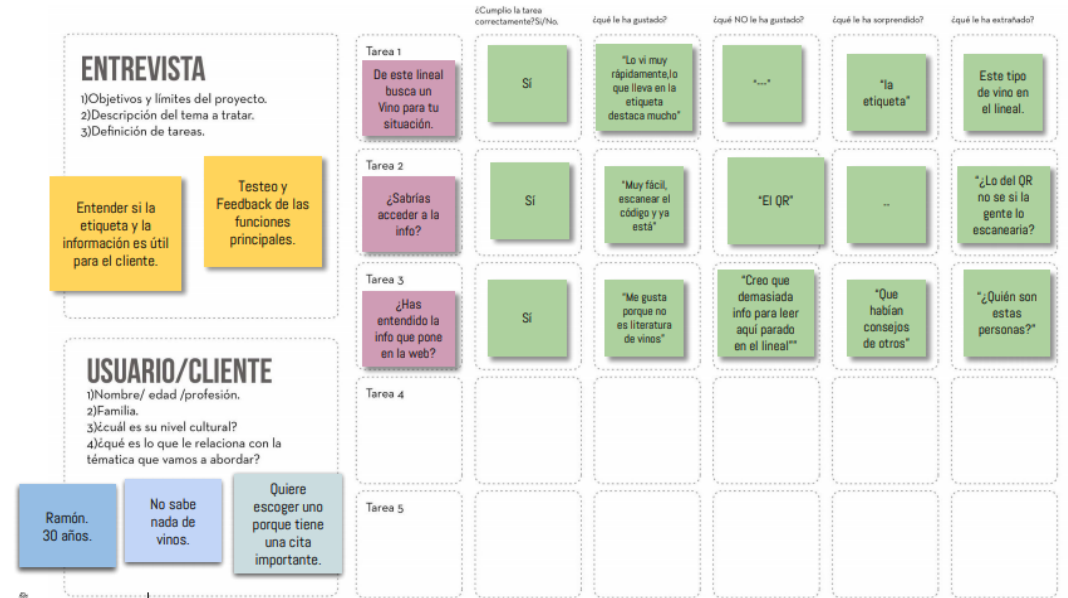 ¿Cumplio la tarea
correctamente?Sí/No.
¿qué le ha gustado?
¿qué NO le ha gustado?
¿qué le ha sorprendido?
¿qué le ha extrañado?
ENTREVISTA
1)Objetivos y límites del proyecto.
2)Descripción del tema a tratar.
3)Definición de tareas.
Entender si la
etiqueta y la
información es útil
para el cliente.
Testeo y
Feedback de las
funciones
principales.
Tarea 1
De este lineal
busca un
Vino para tu
situación.
Sí
"Lo vi muy
rápidamente,lo
que lleva en la
etiqueta
destaca mucho"
"---"
"la
etiqueta"
Este tipo
de vino en
el lineal.
Tarea 2
¿Sabrías
acceder a la
info?
Sí
"Muy fácil,
escanear el
código y ya
está"
"El QR"
--
"¿Lo del QR
no se si la
gente lo
escanearia?
Tarea 3
¿Has
entendido la
info que pone
en la web?
Sí
"Me gusta
porque no
es literatura
de vinos"
"Creo que
demasiada
info para leer
aquí parado
en el lineal""
"Que
habían
consejos
de otros"
"¿Quién son
estas
personas?"
USUARIO/CLIENTE
1)Nombre/ edad /profesión.
2)Familia.
3)¿cuál es su nivel cultural?
4)¿qué es lo que le relaciona con la
témática que vamos a abordar?
Ramón.
30 años.
No sabe
nada de
vinos.
Quiere
escoger uno
porque tiene
una cita
importante.
Tarea 4
Tarea 5